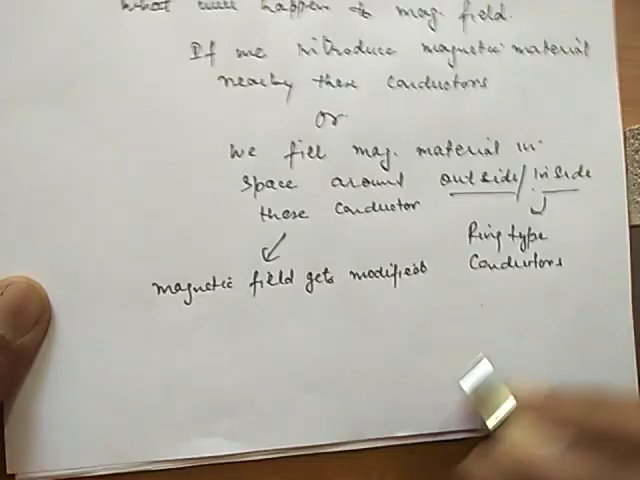 What will happen to mag. field.
If we introduce magnetic material
nearby these conductors
or
we fill mag. material in
space around outside/inside
these conductor
Ring type
Conductors
magnetic field gets modified